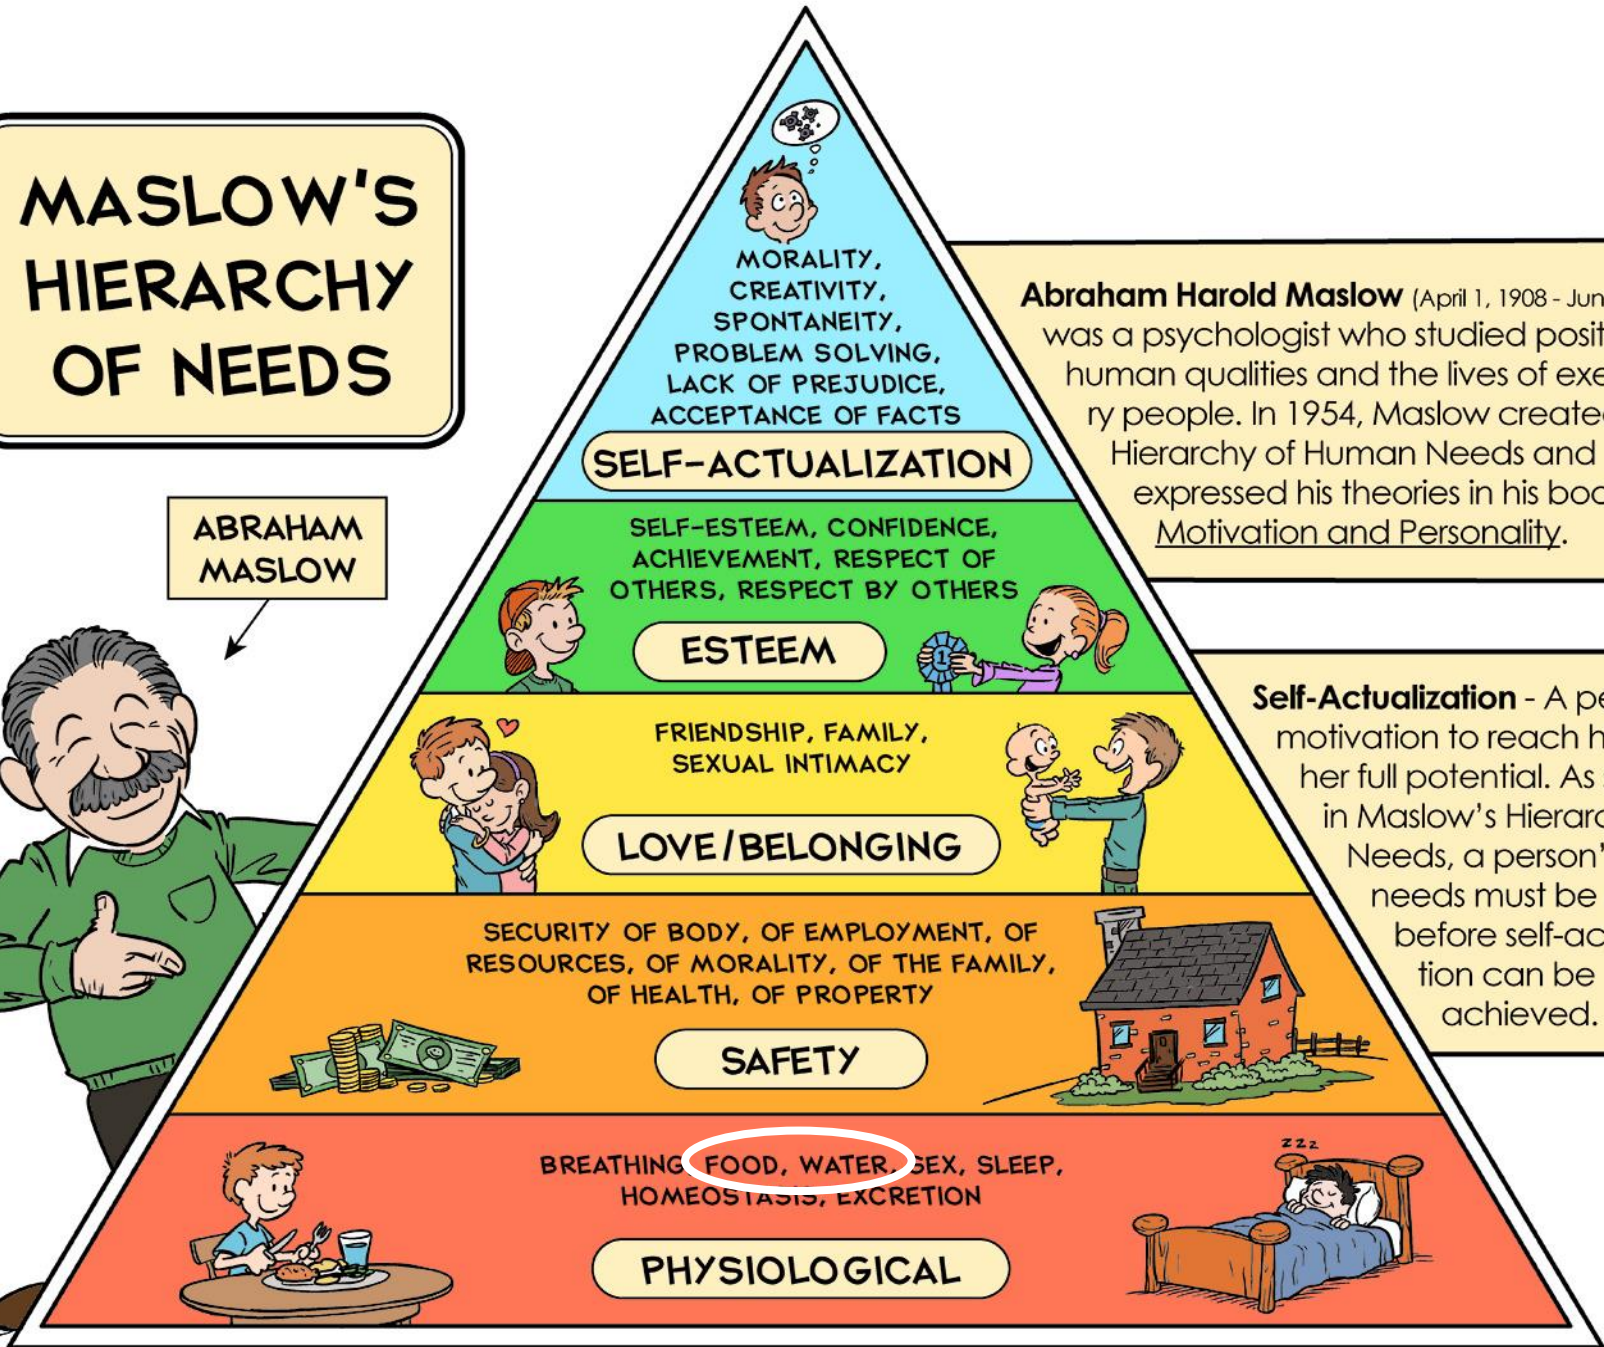 MASLOW'S
HIERARCHY
OF NEEDS
ABRAHAM
MASLOW
MORALITY,
CREATIVITY,
SPONTANEITY,
PROBLEM SOLVING,
LACK OF PREJUDICE,
ACCEPTANCE OF FACTS
SELF-ACTUALIZATION
SELF-ESTEEM, CONFIDENCE,
ACHIEVEMENT, RESPECT OF
OTHERS, RESPECT BY OTHERS
ESTEEM
1
FRIENDSHIP, FAMILY,
SEXUAL INTIMACY
LOVE/BELONGING
SECURITY OF BODY, OF EMPLOYMENT, OF
RESOURCES, OF MORALITY, OF THE FAMILY,
OF HEALTH, OF PROPERTY
SAFETY
BREATHING, FOOD, WATER, SEX, SLEEP,
HOMEOSTASIS, EXCRETION
PHYSIOLOGICAL
zzz
Abraham Harold Maslow (April 1, 1908 - Jun
was a psychologist who studied posit
human qualities and the lives of exe
ry people. In 1954, Maslow create
Hierarchy of Human Needs and
expressed his theories in his boo
Motivation and Personality.
Self-Actualization - A pe
motivation to reach h
her full potential. As
in Maslow's Hierarc
Needs, a person'
needs must be
before self-ac
tion can be
achieved.